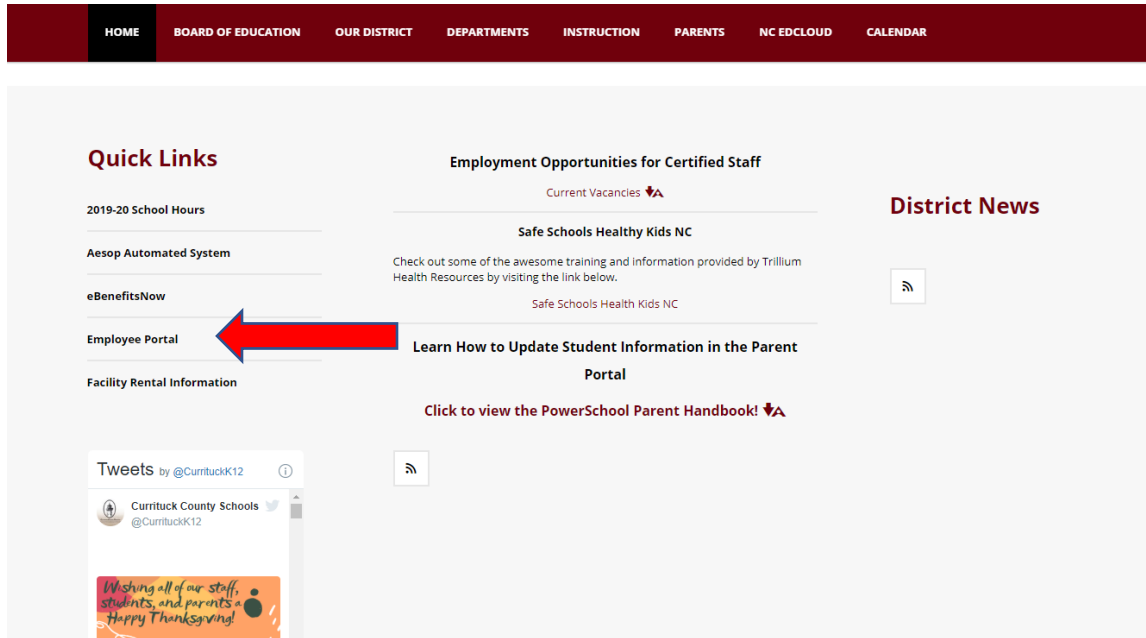 HOME BOARD OF EDUCATION OUR DISTRICT DEPARTMENTS INSTRUCTION PARENTS NC EDCLOUD CALENDAR
Quick Links
2019-20 School Hours
Aesop Automated System
eBenefitsNow
Employee Portal
Facility Rental Information
Tweets by @CurrituckK12
Currituck County Schools
@CurrituckK12
Wishing all of our staff,
students, and parents a
Happy Thanksgiving!
Employment Opportunities for Certified Staff
Current Vacancies
Safe Schools Healthy Kids NC
Check out some of the awesome training and information provided by Trillium
Health Resources by visiting the link below.
Safe Schools Health Kids NC
Learn How to Update Student Information in the Parent
Portal
Click to view the PowerSchool Parent Handbook!
District News